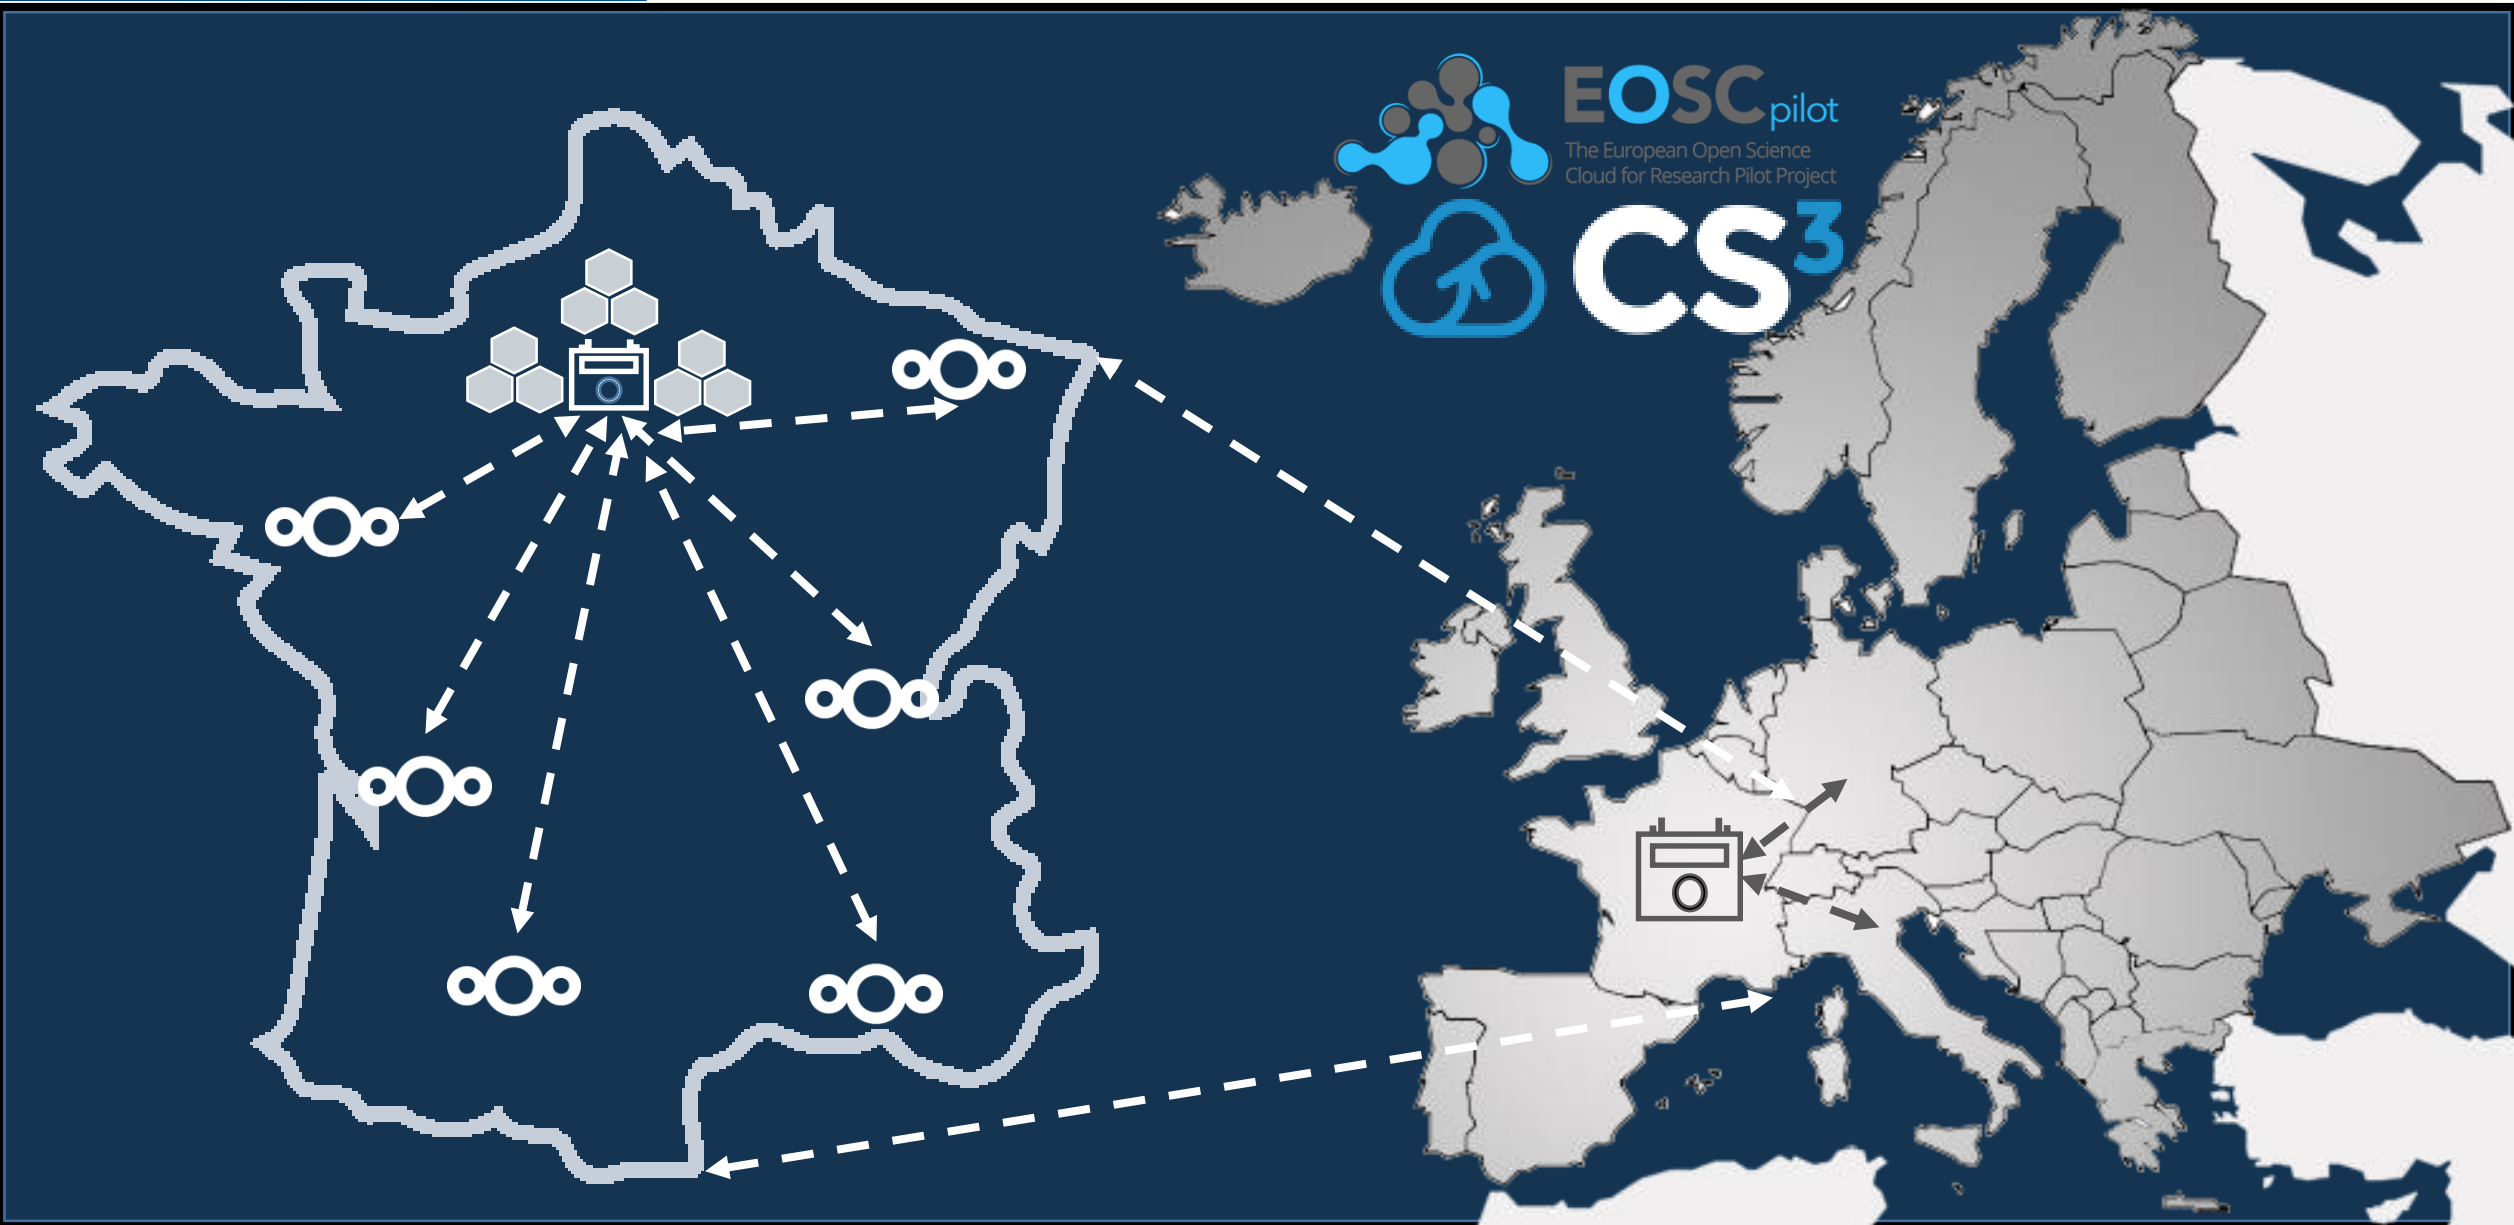 EOSCpilot
The European Open Science
Cloud for Research Pilot Project
CS³